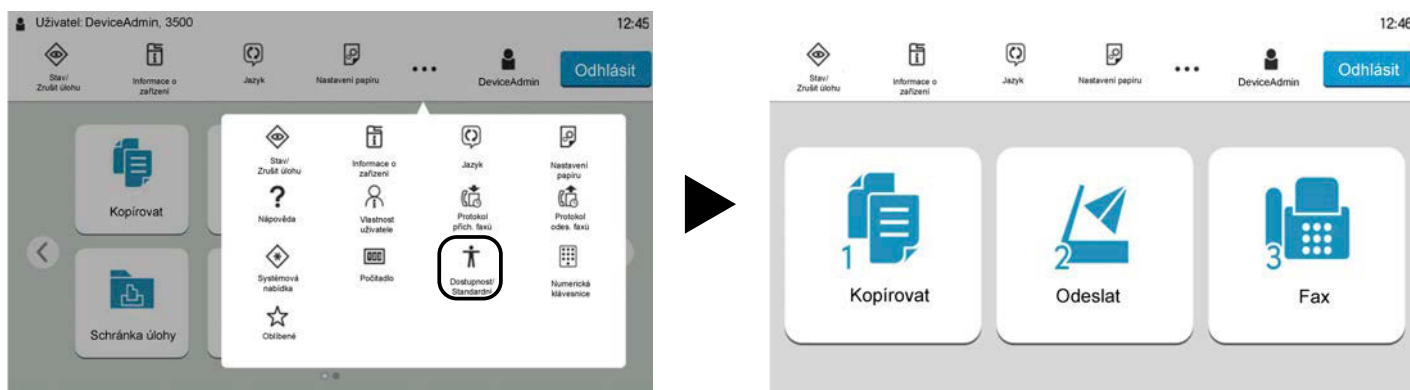 Uživatel: DeviceAdmin, 3500
12:45
Stav/
Zrušit úlohu
Informace o
zařízení
Jazyk
Nastavení papíru
DeviceAdmin
Odhlásit
Kopírovat
Schránka úlohy
Stav/
Zrušit úlohu
Informace o
zařízení
Jazyk
Nastavení
papíru
Nápověda
Vlastnost
uživatele
Protokol
přích. faxů
Protokol
odes. faxů
Systémová
nabídka
Počítadlo
Dostupnost/
Standardní
Numerická
klávesnice
Oblíbené
12:46
Stav/
Zrušit úlohu
Informace o
zařízení
Jazyk
Nastavení papíru
DeviceAdmin
Odhlásit
1
Kopírovat
2
Odeslat
3
Fax